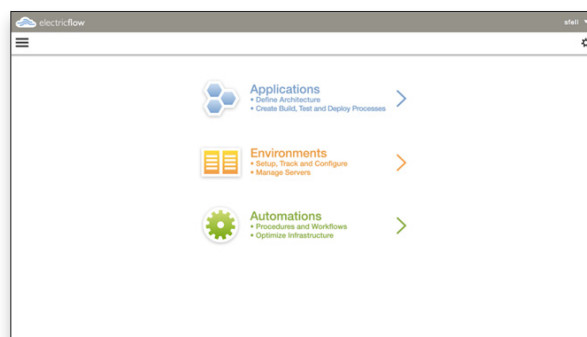 electricflow
sfell
Applications
• Define Architecture
• Create Build, Test and Deploy Processes
Environments
• Setup, Track and Configure
• Manage Servers
Automations
• Procedures and Workflows
• Optimize Infrastructure